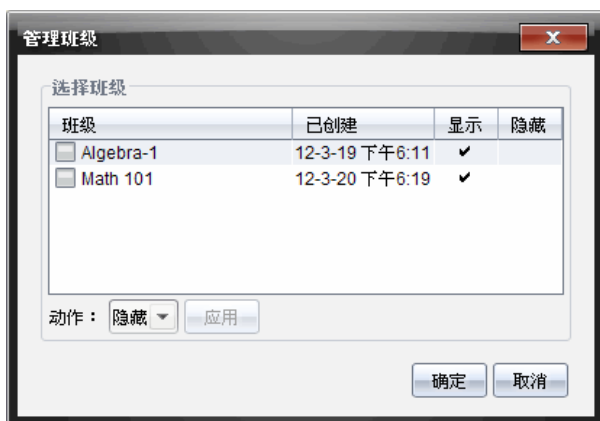 管理班级
选择班级
班级 已创建 显示 隐藏
Algebra-1 12-3-19 下午6:11 ✔
Math 101 12-3-20 下午6:19 ✔
动作： 隐藏 应用
确定 取消